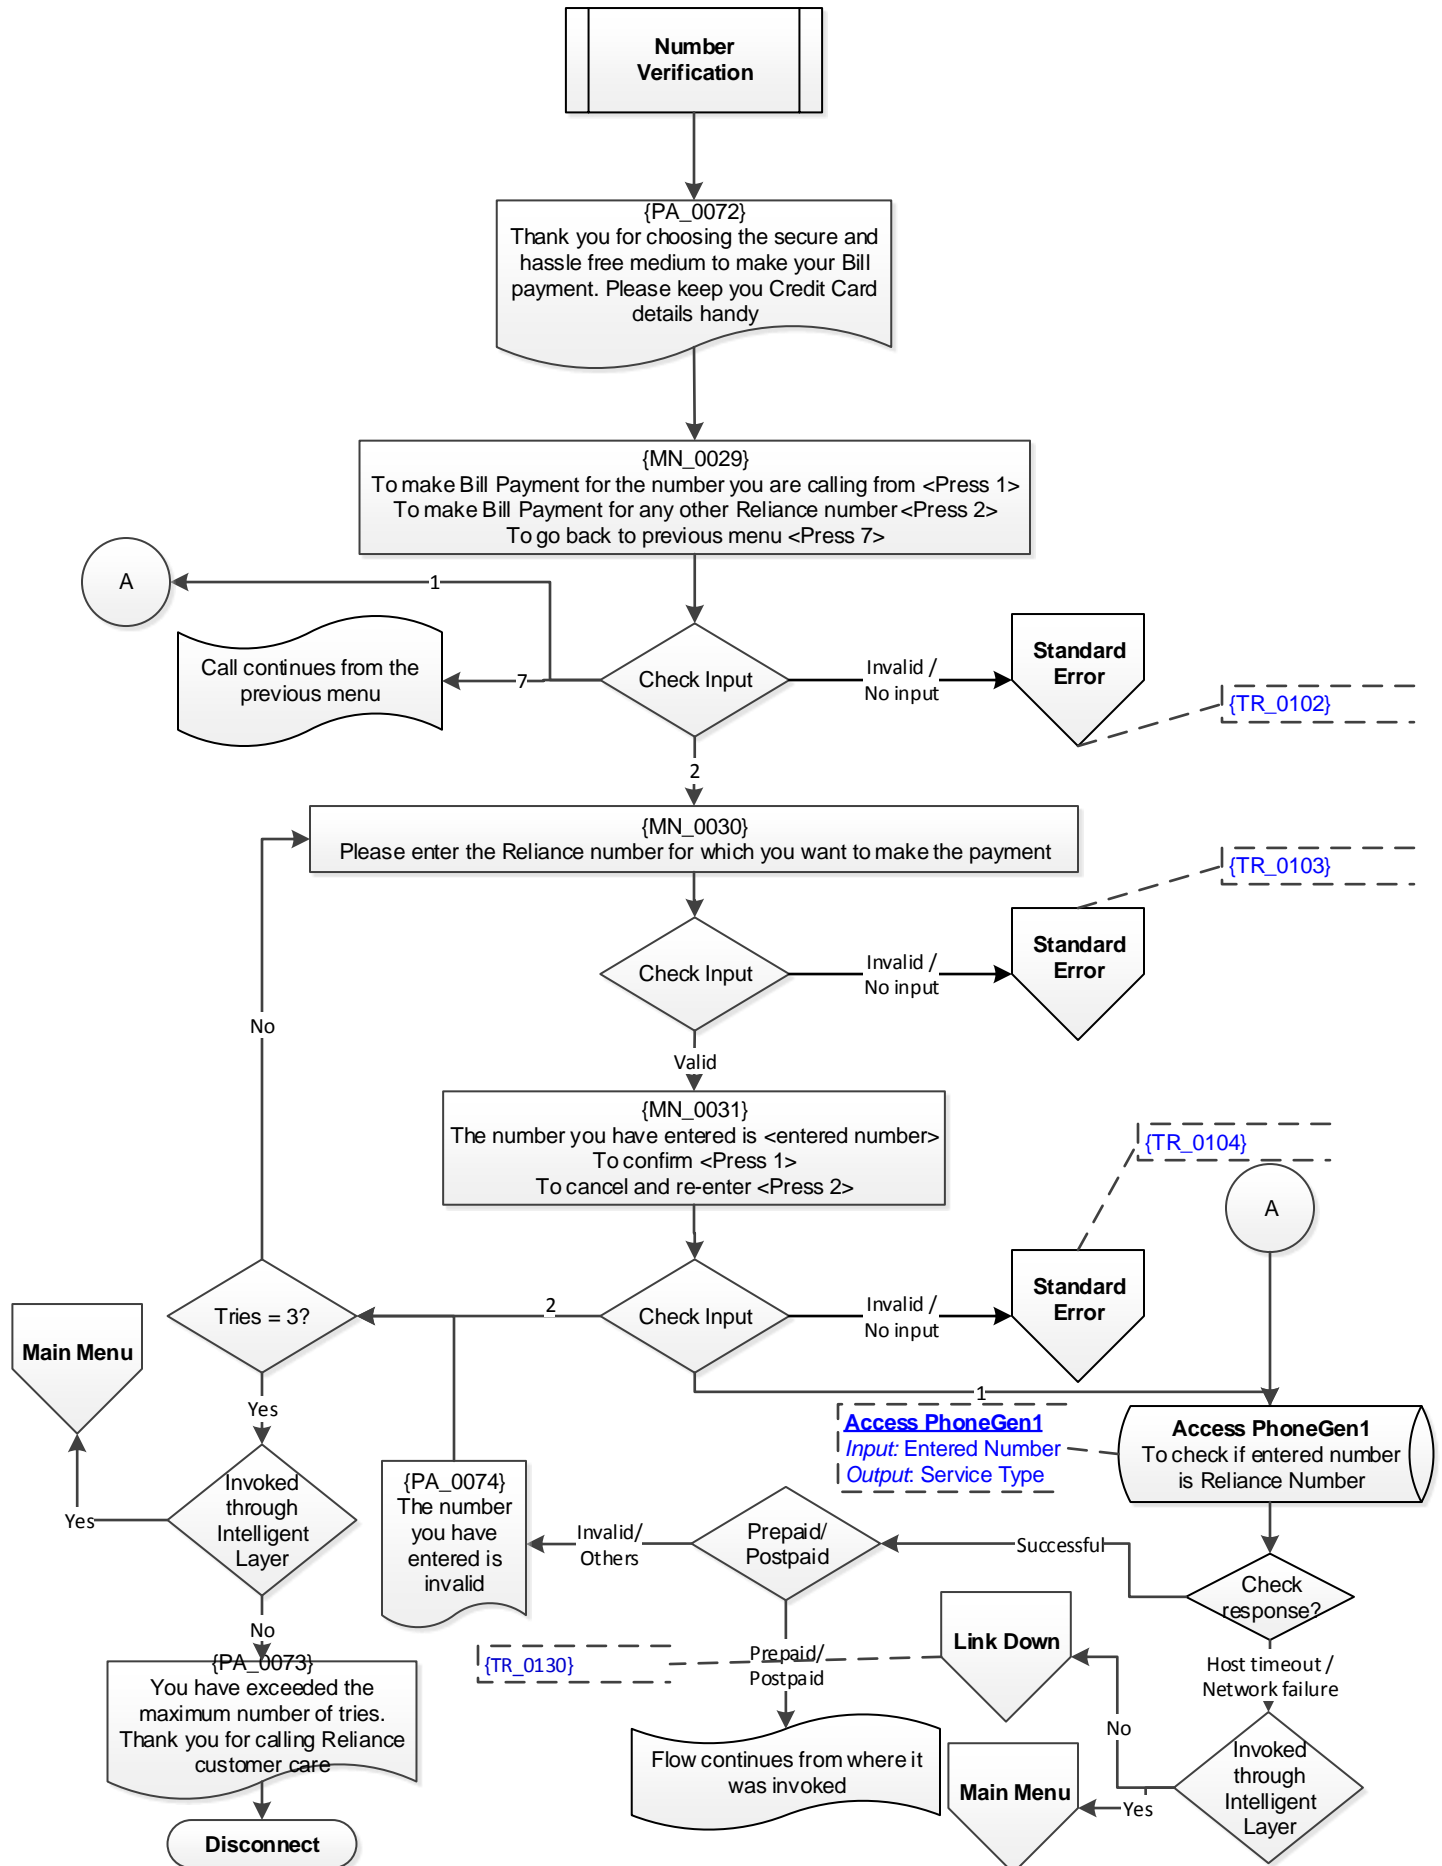 Number
Verification
{PA_0072}
Thank you for choosing the secure and
hassle free medium to make your Bill
payment. Please keep you Credit Card
details handy
{MN_0029}
To make Bill Payment for the number you are calling from <Press 1>
To make Bill Payment for any other Reliance number <Press 2>
To go back to previous menu <Press 7>
A
1
Call continues from the
previous menu
7
Check Input
Invalid /
No input
Standard
Error
{TR_0102}
2
{MN_0030}
Please enter the Reliance number for which you want to make the payment
{TR_0103}
Check Input
Invalid /
No input
Standard
Error
No
Valid
{MN_0031}
The number you have entered is <entered number>
To confirm <Press 1>
To cancel and re-enter <Press 2>
{TR_0104}
A
Main Menu
Tries = 3?
2
Check Input
Invalid /
No input
Standard
Error
Yes
1
Access PhoneGen1
Input: Entered Number
Output: Service Type
Access PhoneGen1
To check if entered number
is Reliance Number
Yes
Invoked
through
Intelligent
Layer
{PA_0074}
The number
you have
entered is
invalid
Invalid/
Others
Prepaid/
Postpaid
Successful
Check
response?
No
{PA_0073}
You have exceeded the
maximum number of tries.
Thank you for calling Reliance
customer care
{TR_0130}
Prepaid/
Postpaid
Link Down
Host timeout /
Network failure
No
Flow continues from where it
was invoked
Main Menu
Yes
Invoked
through
Intelligent
Layer
Disconnect